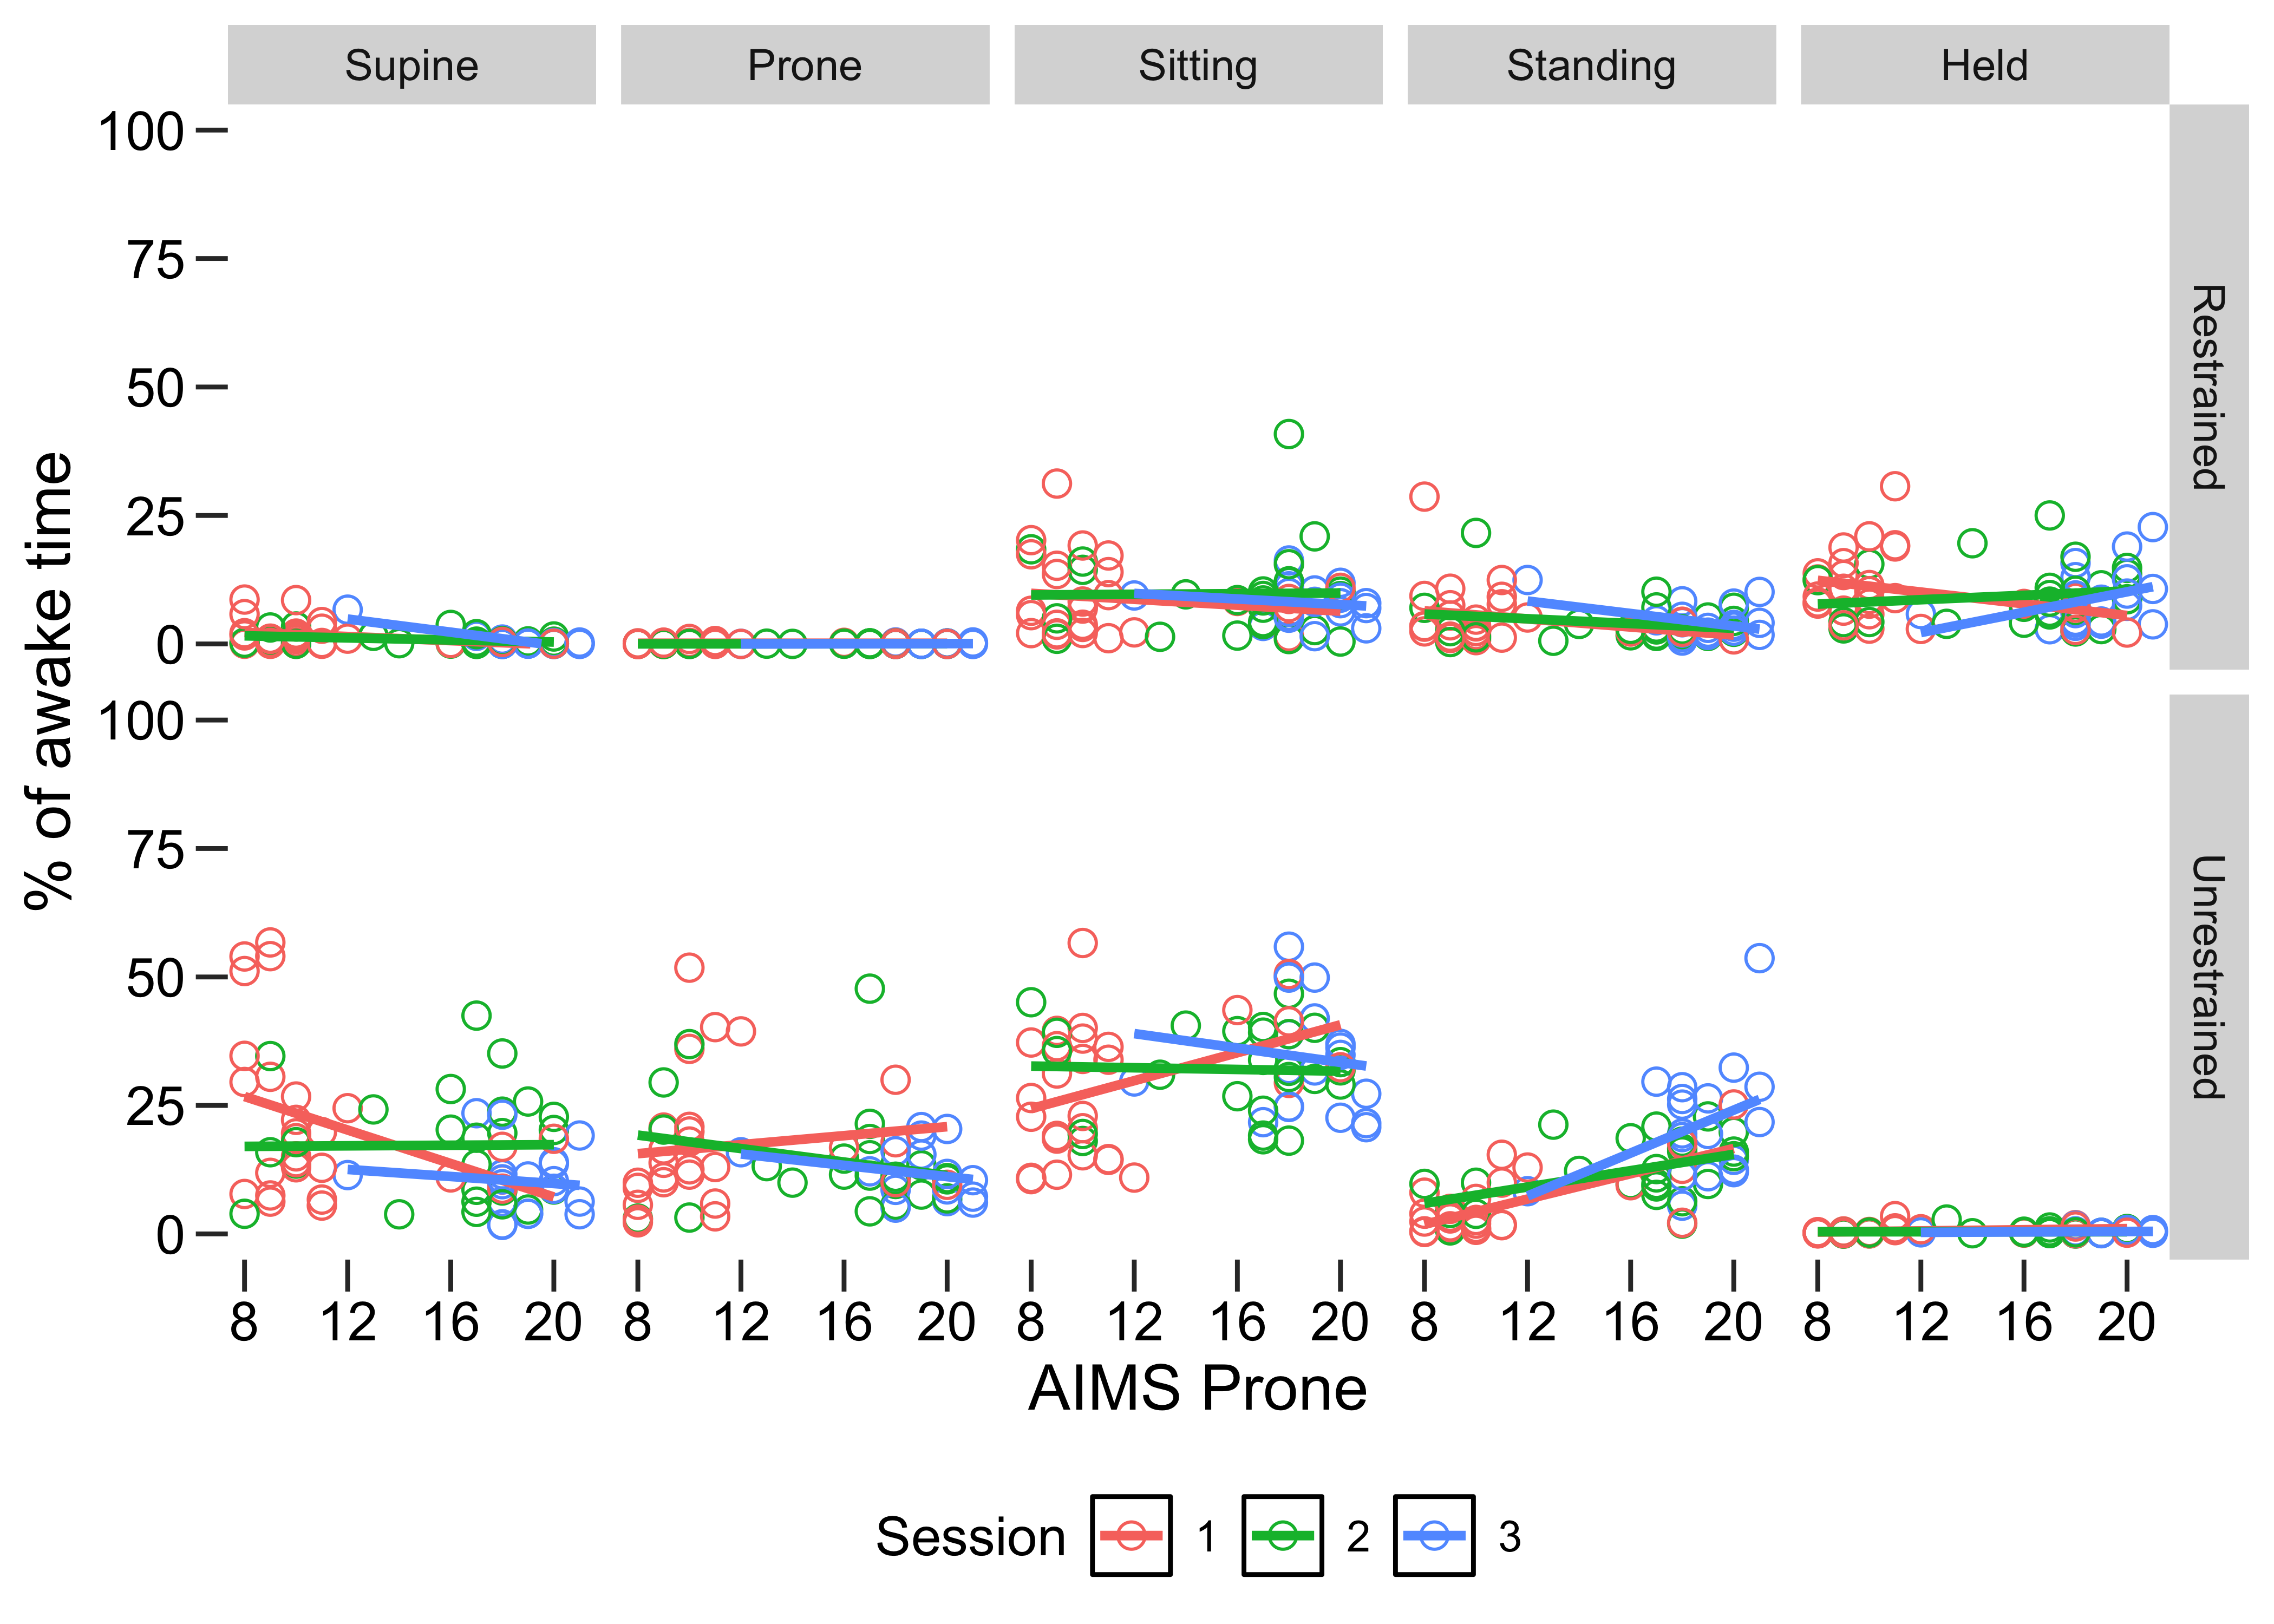 Supine Prone Sitting Standing Held
100
75
50
25
0
Restrained
% of awake time
100
75
50
25
0
Unrestrained
8 12 16 20 8 12 16 20 8 12 16 20 8 12 16 20 8 12 16 20
AIMS Prone
Session 1 2 3